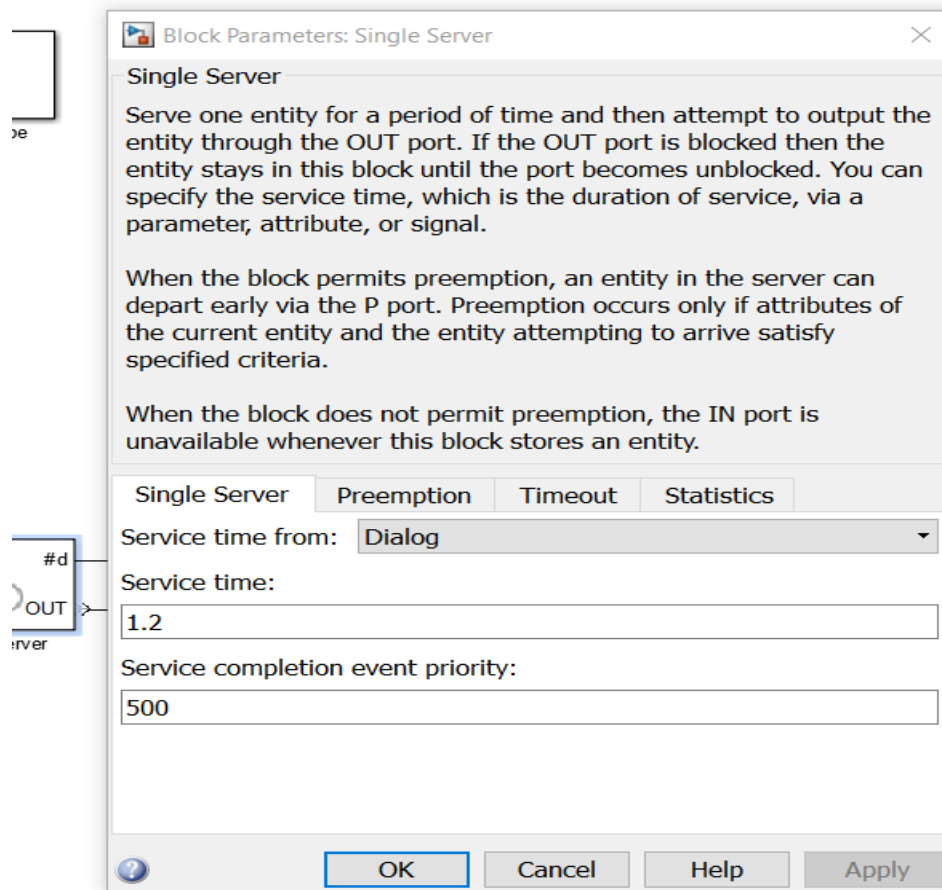 Block Parameters: Single Server
Single Server
Serve one entity for a period of time and then attempt to output the
entity through the OUT port. If the OUT port is blocked then the
entity stays in this block until the port becomes unblocked. You can
specify the service time, which is the duration of service, via a
parameter, attribute, or signal.
When the block permits preemption, an entity in the server can
depart early via the P port. Preemption occurs only if attributes of
the current entity and the entity attempting to arrive satisfy
specified criteria.
When the block does not permit preemption, the IN port is
unavailable whenever this block stores an entity.
Single Server Preemption Timeout Statistics
Service time from: Dialog
#d
Service time:
OUT
1.2
Service completion event priority:
500
OK Cancel Help Apply